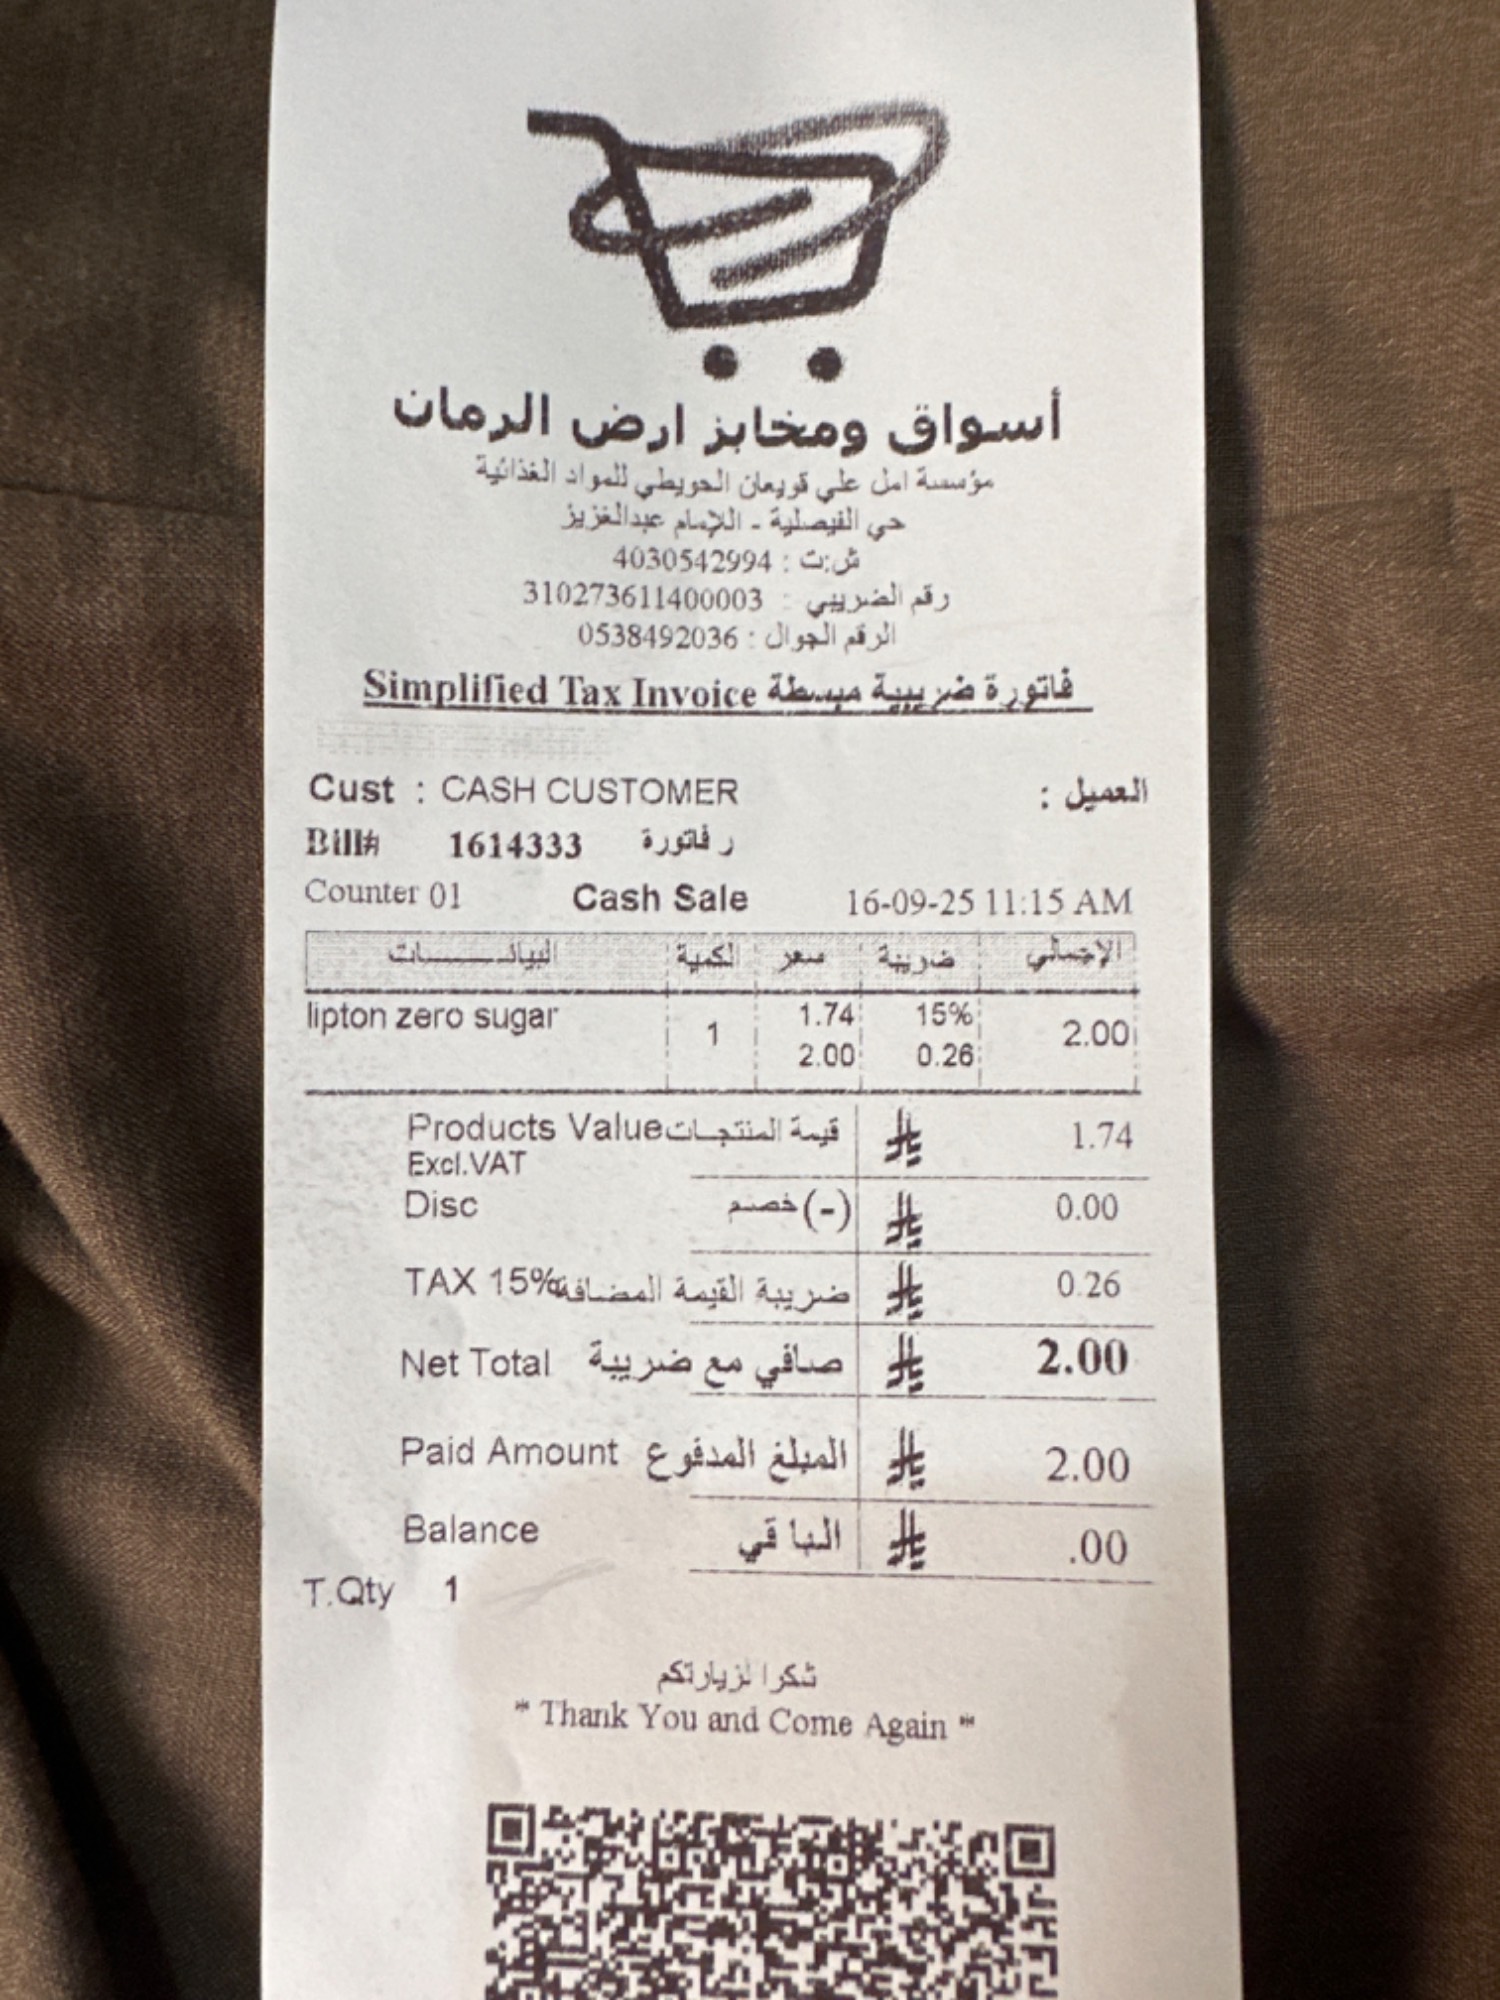 أسواق ومخابز ارض الرمان
مؤسسة امل علي قويعان الحويطي للمواد الغذائية
حي الفيصلية - الإمام عبدالعزيز
ش:ت : 4030542994
رقم الضريبي : 310273611400003
الرقم الجوال : 0538492036
Simplified Tax Invoice فاتورة ضريبية مبسطة
Cust : CASH CUSTOMER العميل :
Bill# 1614333 ر فاتورة
Counter 01 Cash Sale 16-09-25 11:15 AM
البيانـــــــات الكمية سعر ضريبة الإجمالي
lipton zero sugar 1 1.74 15% 2.00
2.00 0.26
Products Value قيمة المنتجـات 1.74
Excl.VAT
Disc (-) خصم 0.00
TAX 15% ضريبة القيمة المضـافة 0.26
Net Total صافي مع ضريبة 2.00
Paid Amount المبلغ المدفوع 2.00
Balance البا قي .00
T.Qty 1
شكرا لزيارتكم
* Thank You and Come Again *